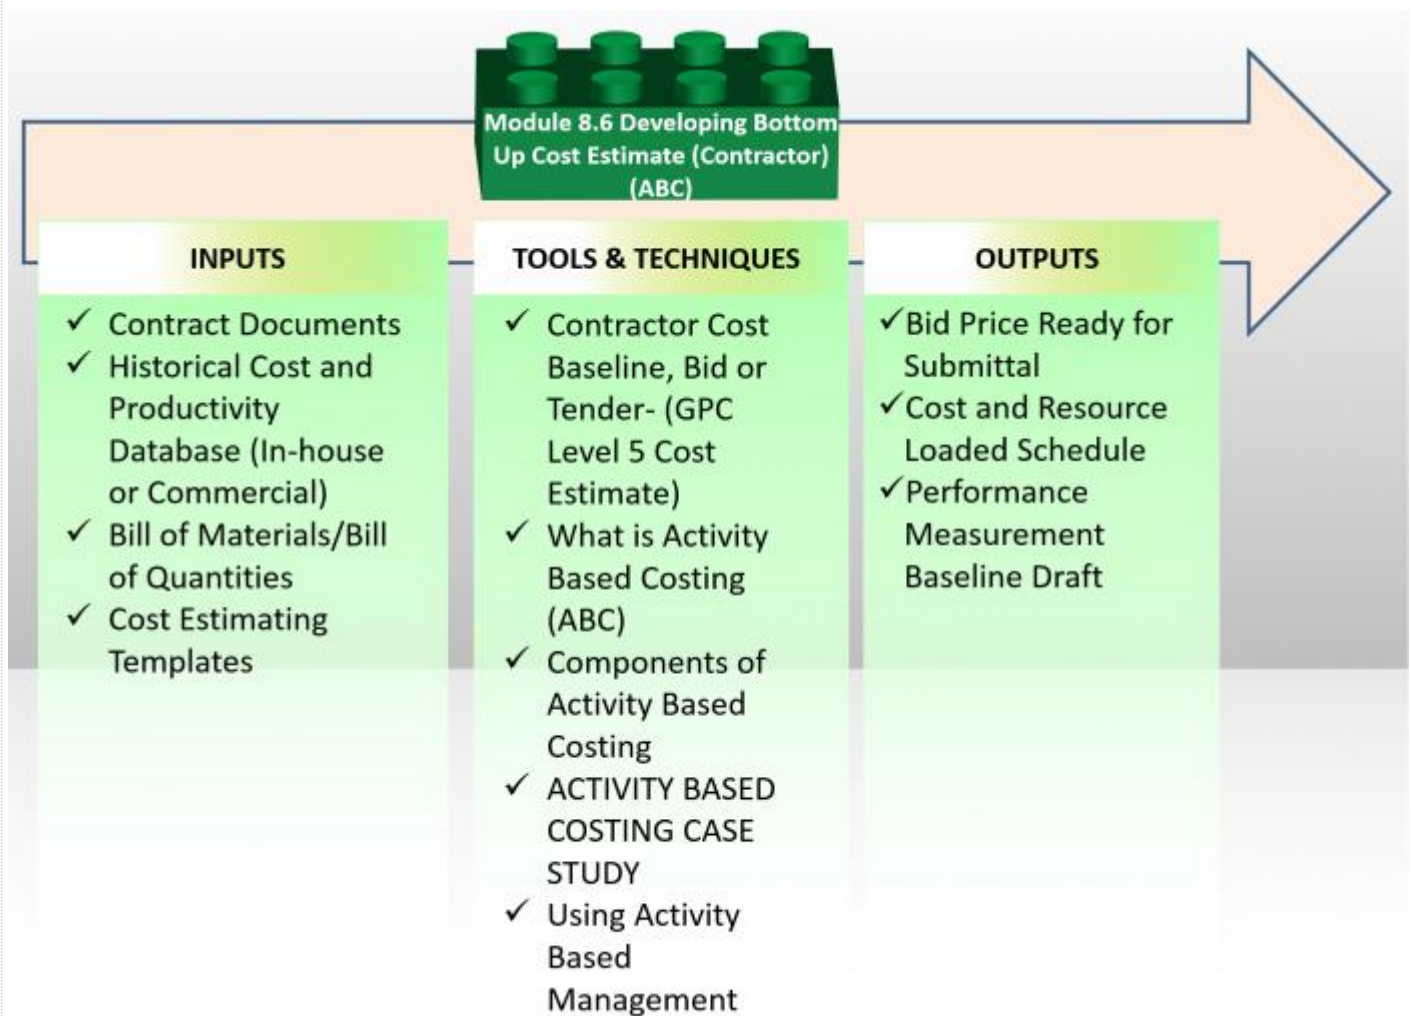 Module 8.6 Developing Bottom
Up Cost Estimate (Contractor)
(ABC)
INPUTS
✓ Contract Documents
✓ Historical Cost and
Productivity
Database (In-house
or Commercial)
✓ Bill of Materials/Bill
of Quantities
✓ Cost Estimating
Templates
TOOLS & TECHNIQUES
✓ Contractor Cost
Baseline, Bid or
Tender- (GPC
Level 5 Cost
Estimate)
✓ What is Activity
Based Costing
(ABC)
✓ Components of
Activity Based
Costing
✓ ACTIVITY BASED
COSTING CASE
STUDY
✓ Using Activity
Based
Management
OUTPUTS
✓Bid Price Ready for
Submittal
✓Cost and Resource
Loaded Schedule
✓Performance
Measurement
Baseline Draft